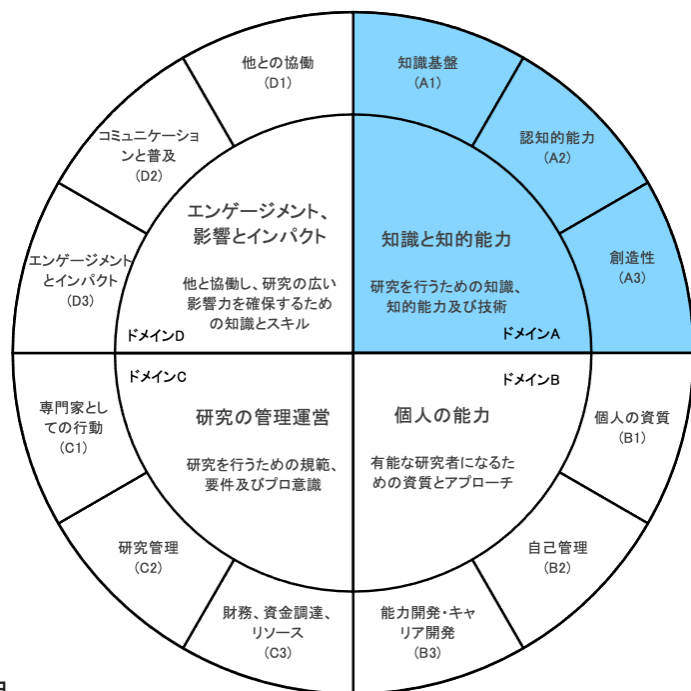 他との協働
(D1)
知識基盤
(A1)
コミュニケーショ
ンと普及
(D2)
認知的能力
(A2)
エンゲージメント
とインパクト
(D3)
創造性
(A3)
エンゲージメント、
影響とインパクト
他と協働し、研究の広い
影響力を確保するため
の知識とスキル
ドメインD
知識と知的能力
研究を行うための知識、
知的能力及び技術
ドメインA
ドメインC
研究の管理運営
研究を行うための規範、
要件及びプロ意識
ドメインB
個人の能力
有能な研究者になるた
めの資質とアプローチ
専門家とし
ての行動
(C1)
個人の資質
(B1)
研究管理
(C2)
自己管理
(B2)
財務、資金調達、
リソース
(C3)
能力開発・キャ
リア開発
(B3)